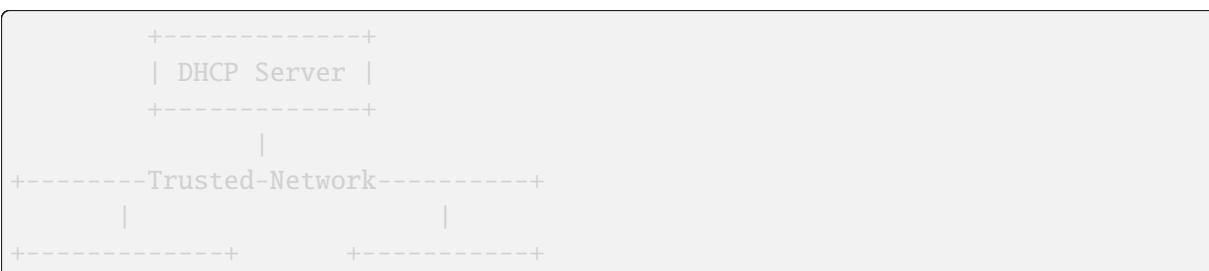 +--------------+
         | DHCP Server |
         +--------------+
                |
+--------Trusted-Network-----------+
       |                    |
+--------------+       +------------+